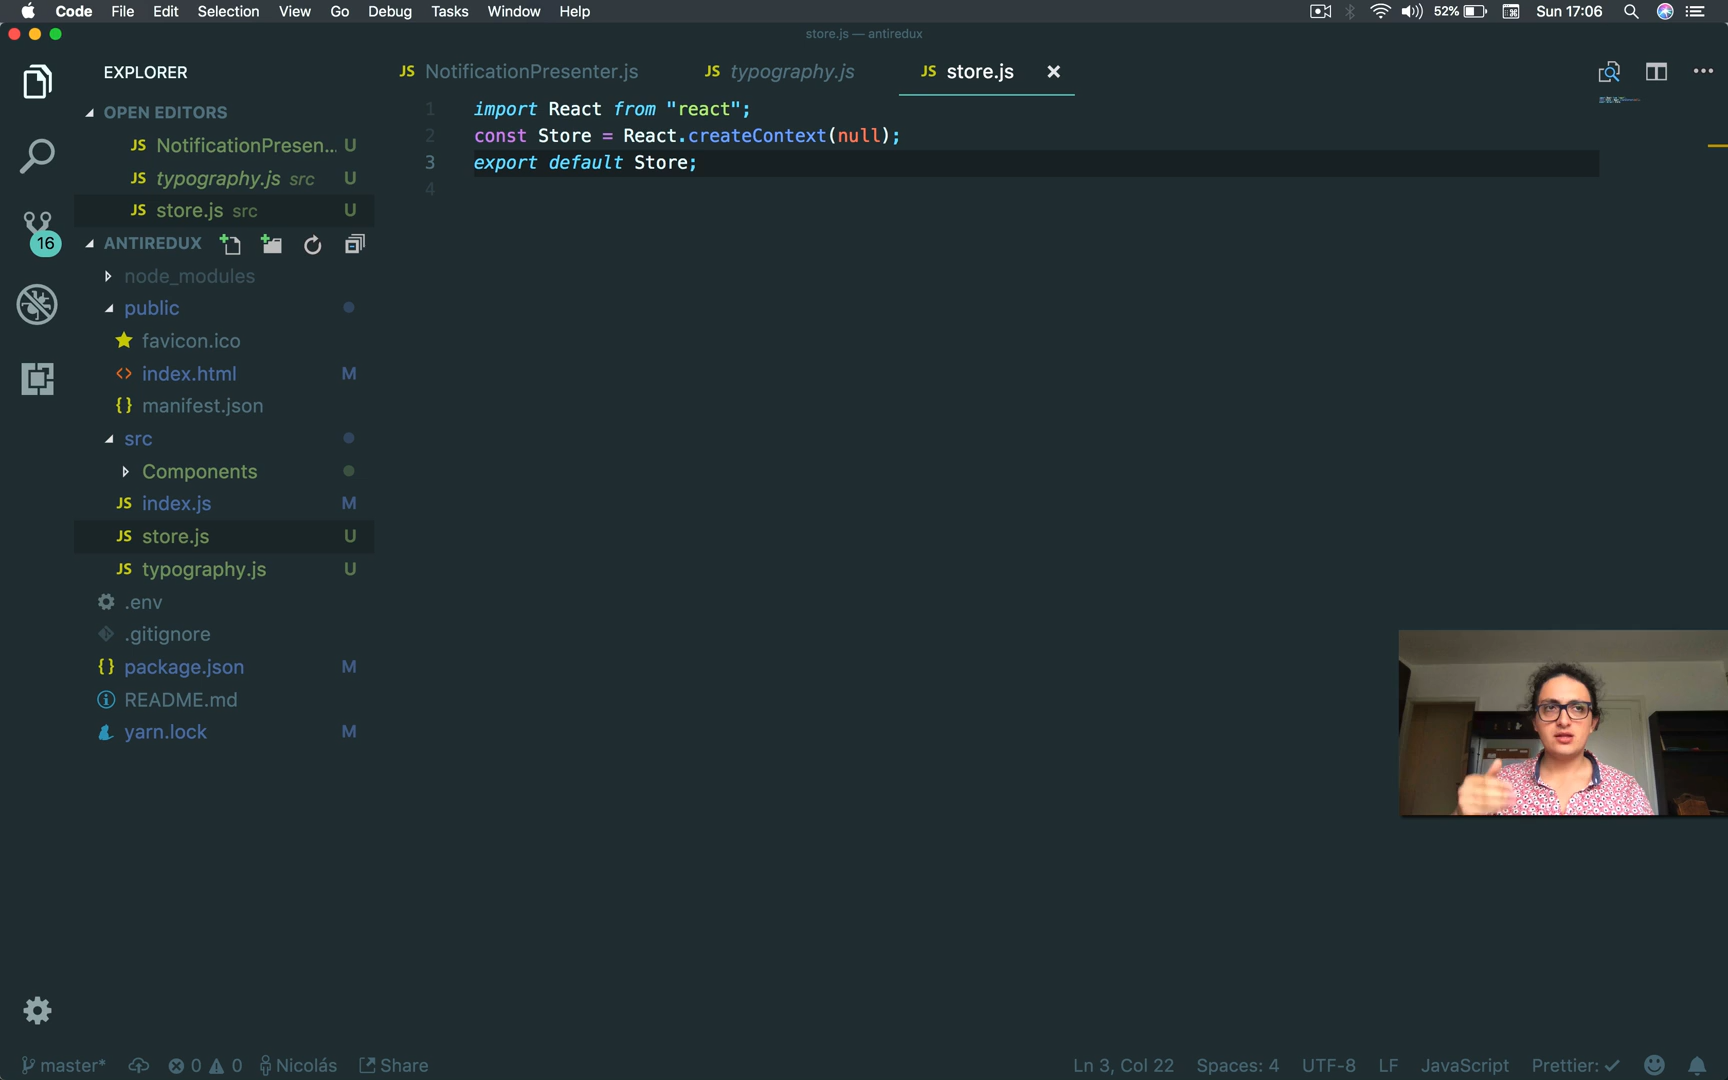 Code File Edit Selection View Go Debug Tasks Window Help 52% Sun 17:06
store.js — antiredux
EXPLORER
OPEN EDITORS
JS NotificationPresen... U
JS typography.js src U
JS store.js src U
16
ANTIREDUX
node_modules
public
favicon.ico
<> index.html M
{} manifest.json
src
Components
JS index.js M
JS store.js U
JS typography.js U
.env
.gitignore
{} package.json M
README.md
yarn.lock M
JS NotificationPresenter.js JS typography.js JS store.js
1 import React from "react";
2 const Store = React.createContext(null);
3 export default Store;
4
master* 0 0 Nicolás Share Ln 3, Col 22 Spaces: 4 UTF-8 LF JavaScript Prettier: ✓